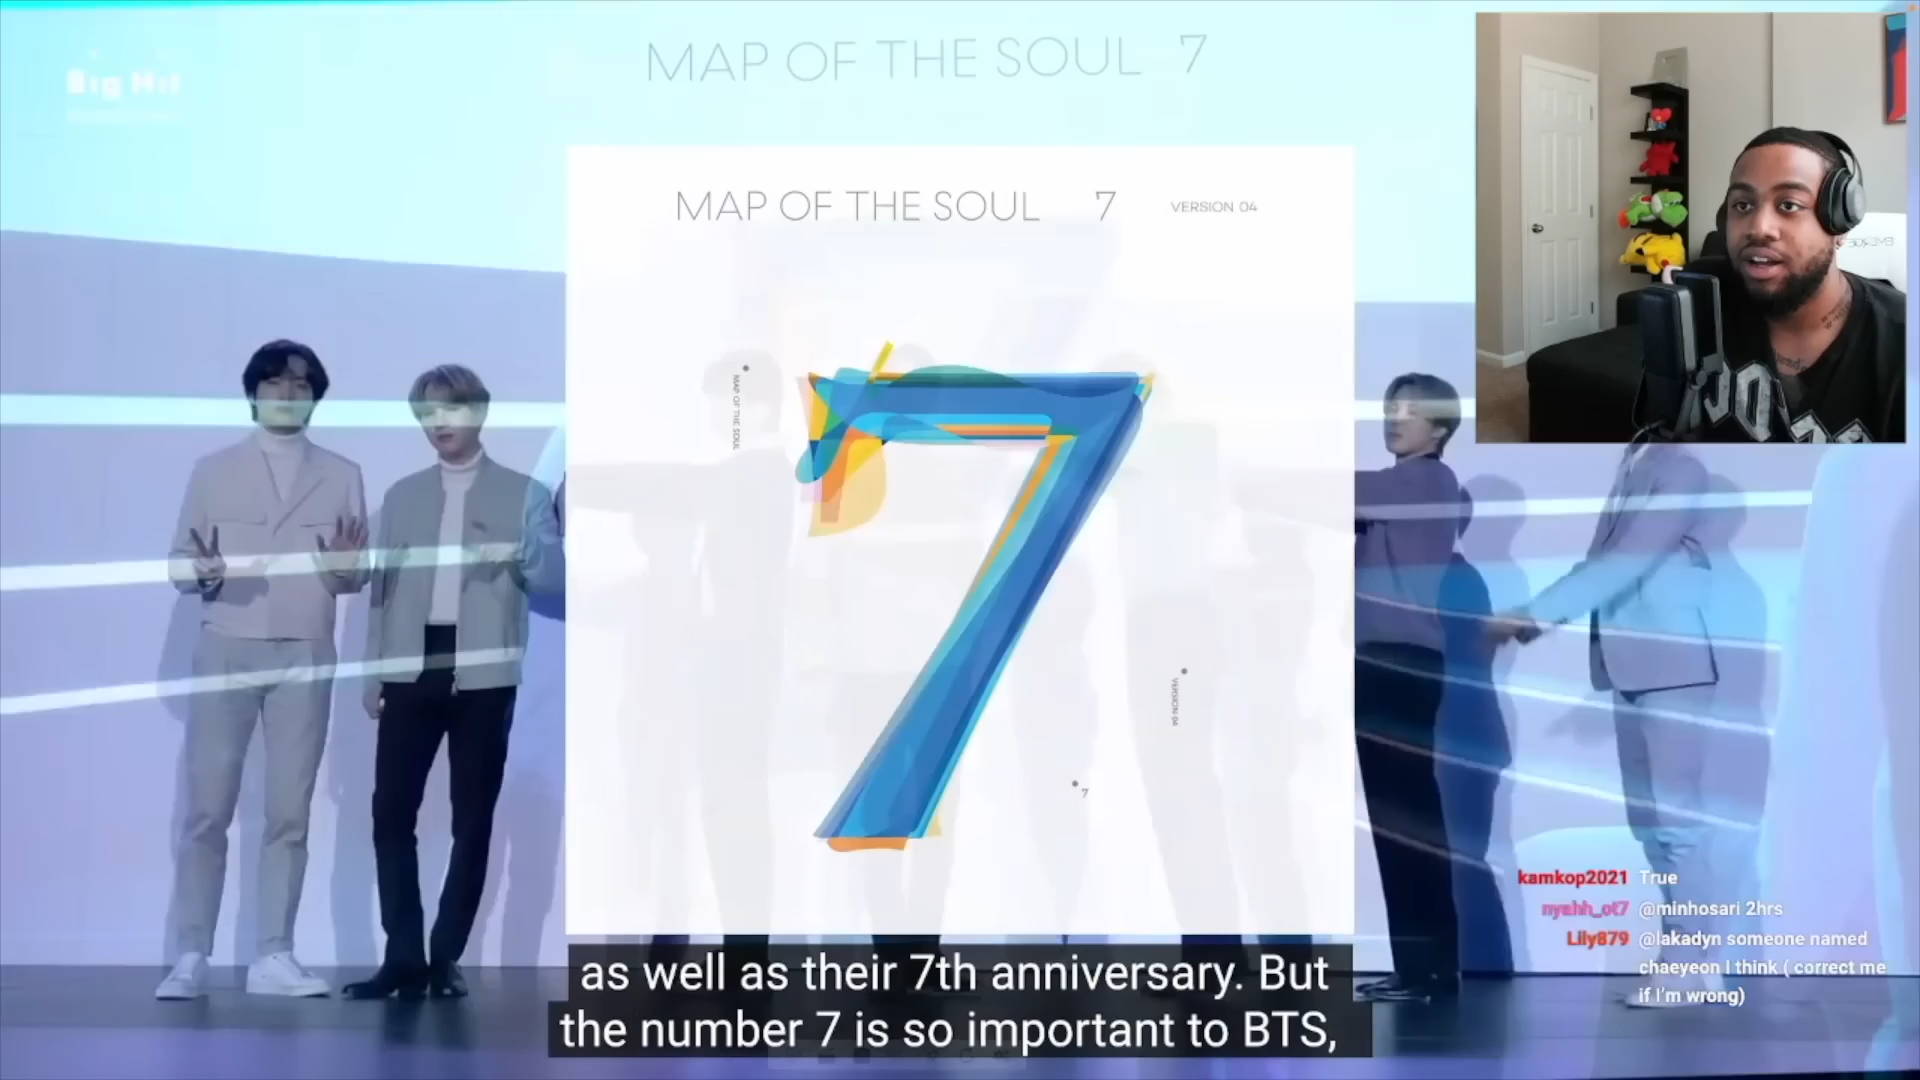 MAP OF THE SOUL 7
Big Hit
MAP OF THE SOUL 7 VERSION 04
MAP OF THE SOUL
VERSION 04
7
kamkop2021 True
nyahh_ot7 @minhosari 2hrs
Lily879 @lakadyn someone named
chaeyeon I think ( correct me
if I'm wrong)
as well as their 7th anniversary. But
the number 7 is so important to BTS,